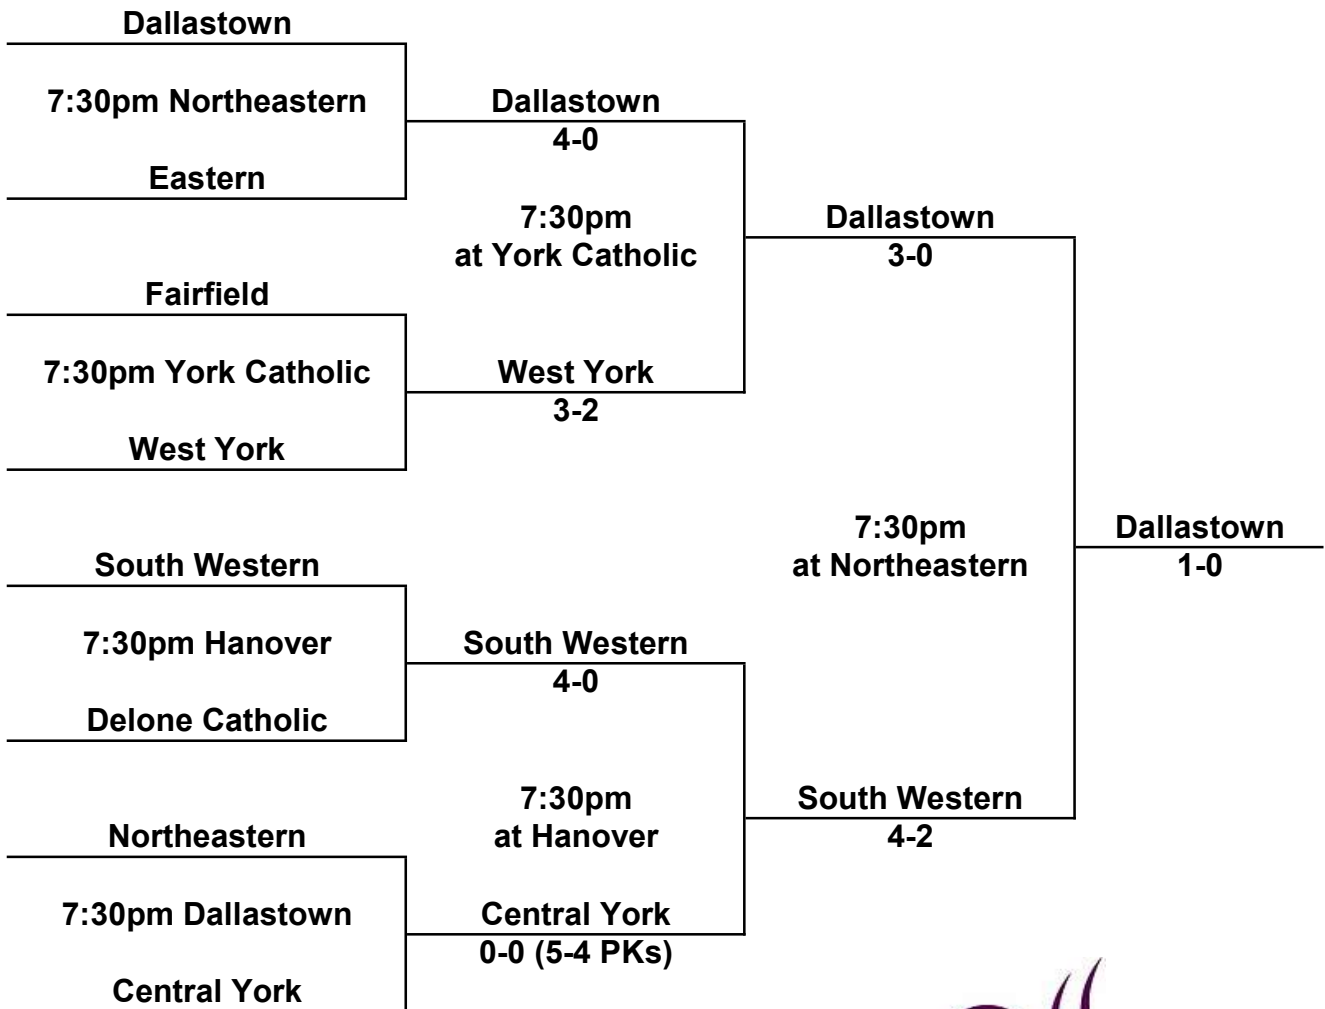 Dallastown
7:30pm Northeastern
Dallastown
4-0
Eastern
7:30pm
at York Catholic
Dallastown
3-0
Fairfield
7:30pm York Catholic
West York
3-2
West York
7:30pm
at Northeastern
Dallastown
1-0
South Western
7:30pm Hanover
South Western
4-0
Delone Catholic
7:30pm
at Hanover
South Western
4-2
Northeastern
7:30pm Dallastown
Central York
0-0 (5-4 PKs)
Central York